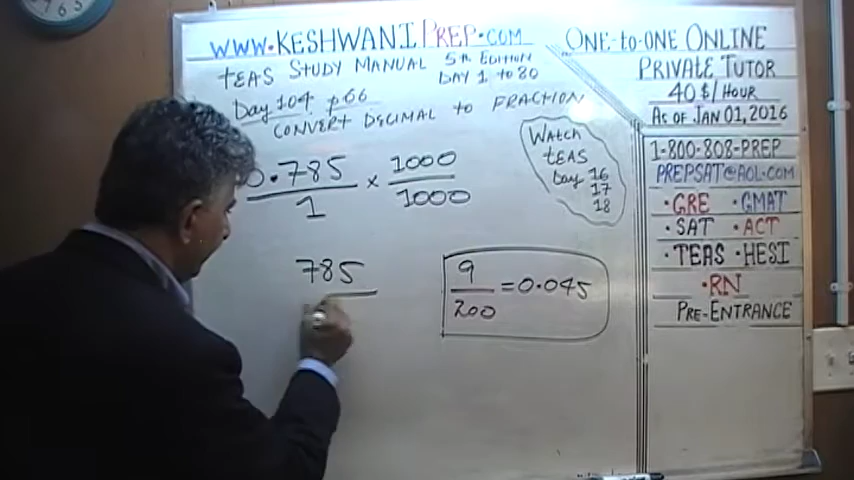 WWW.KESHWANIPREP.COM
TEAS STUDY MANUAL 5TH EDITION
DAY 1 TO 80
Day 104 p66
CONVERT DECIMAL to FRACTION
0.785 / 1 × 1000 / 1000
785
WATCH
TEAS
Day 16
17
18
9 / 200 = 0.045
ONE-to-ONE ONLINE
PRIVATE TUTOR
40$/HOUR
AS OF JAN 01, 2016
1-800-808-PREP
PREPSAT@AOL.COM
•GRE •GMAT
•SAT •ACT
•TEAS •HESI
•RN
PRE-ENTRANCE